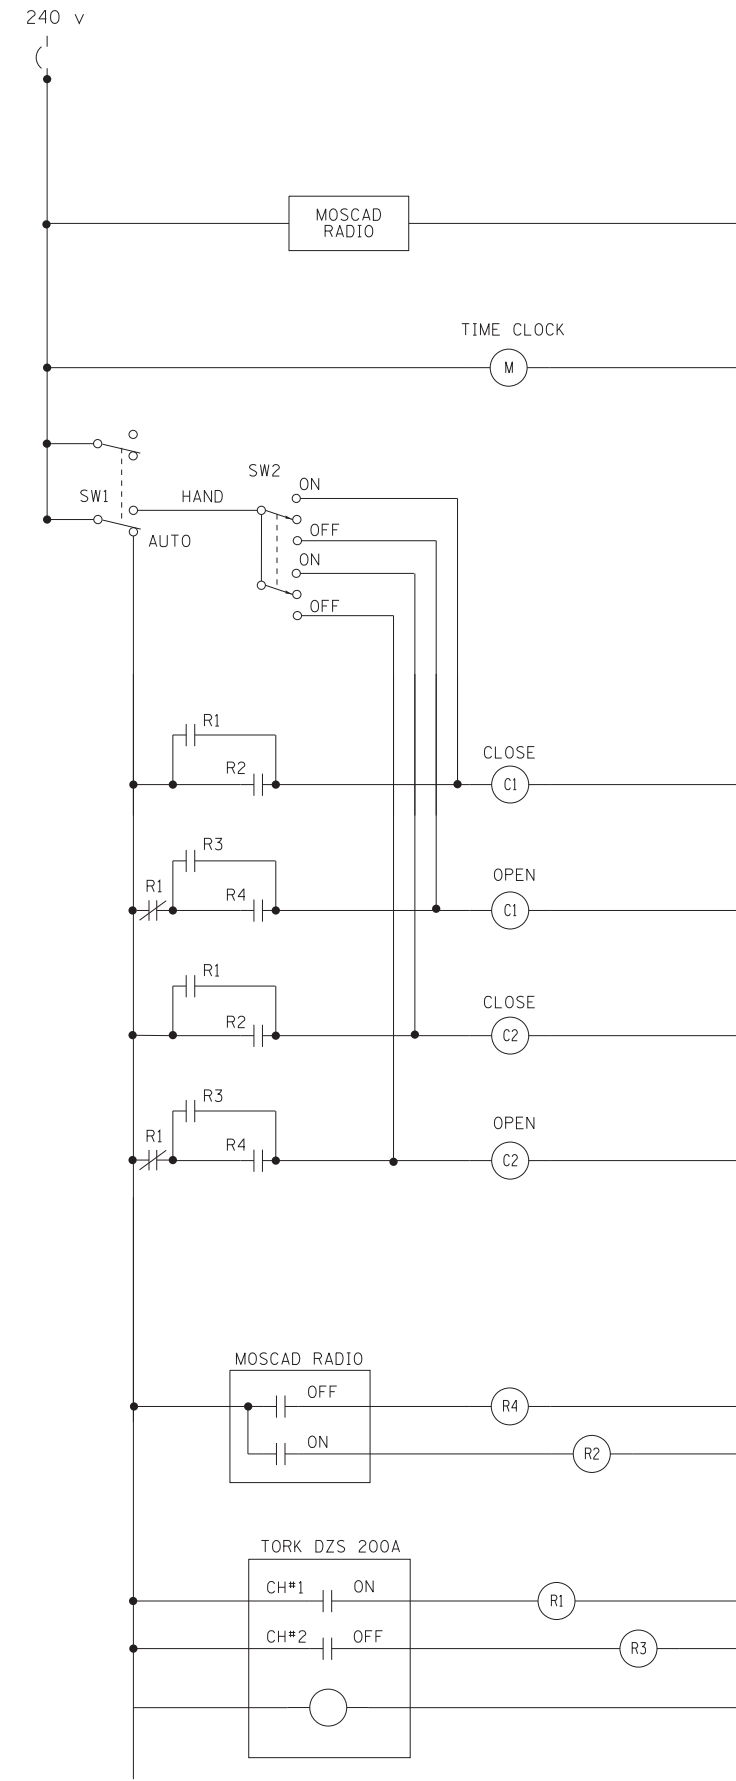 240 v
MOSCAD
RADIO
TIME CLOCK
M
SW2
ON
SW1
HAND
OFF
AUTO
ON
OFF
R1
CLOSE
R2
C1
R3
OPEN
R1
R4
C1
R1
CLOSE
R2
C2
R3
OPEN
R1
R4
C2
MOSCAD RADIO
OFF
R4
ON
R2
TORK DZS 200A
CH#1 ON
R1
CH#2 OFF
R3